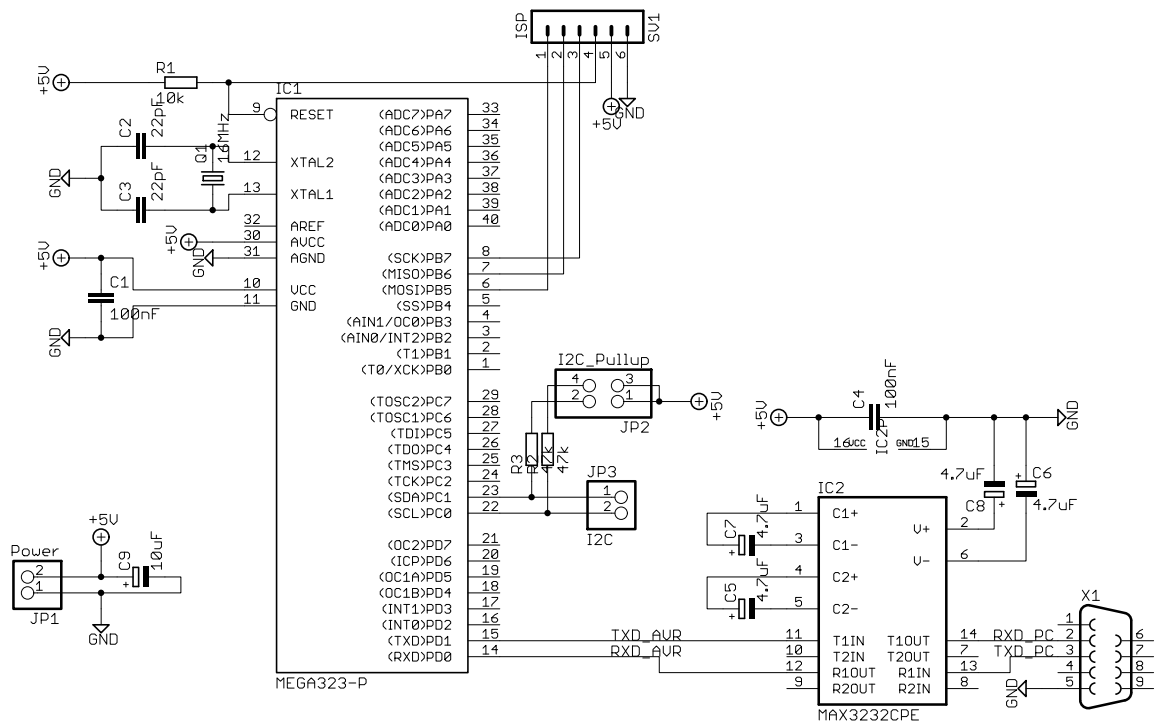 ISP
SV1
1 2 3 4 5 6
+5V
GND
+5V
R1
10k
IC1
9 RESET
12 XTAL2
13 XTAL1
32 AREF
30 AVCC
31 AGND
10 VCC
11 GND
C2
22pF
C3
22pF
Q1
16MHz
GND
+5V
GND
+5V
GND
C1
100nF
(ADC7)PA7 33
(ADC6)PA6 34
(ADC5)PA5 35
(ADC4)PA4 36
(ADC3)PA3 37
(ADC2)PA2 38
(ADC1)PA1 39
(ADC0)PA0 40
(SCK)PB7 8
(MISO)PB6 7
(MOSI)PB5 6
(SS)PB4 5
(AIN1/OC0)PB3 4
(AIN0/INT2)PB2 3
(T1)PB1 2
(T0/XCK)PB0 1
(TOSC2)PC7 29
(TOSC1)PC6 28
(TDI)PC5 27
(TDO)PC4 26
(TMS)PC3 25
(TCK)PC2 24
(SDA)PC1 23
(SCL)PC0 22
(OC2)PD7 21
(ICP)PD6 20
(OC1A)PD5 19
(OC1B)PD4 18
(INT1)PD3 17
(INT0)PD2 16
(TXD)PD1 15
(RXD)PD0 14
MEGA323-P
I2C_Pullup
4 3
2 1
JP2
+5V
R3
R2
47k
47k
JP3
1
2
I2C
Power
2
1
JP1
+5V
GND
C9
10uF
+5V
C4
100nF
GND
16 VCC
IC2P
GND 15
4.7uF
C8
C6
4.7uF
IC2
1 C1+
3 C1-
4 C2+
5 C2-
11 T1IN
10 T2IN
12 R1OUT
9 R2OUT
V+ 2
V- 6
T1OUT 14
T2OUT 7
R1IN 13
R2IN 8
MAX3232CPE
C7
4.7uF
C5
4.7uF
TXD_AVR
RXD_AVR
RXD_PC
TXD_PC
GND
X1
1
2
3
4
5
6
7
8
9